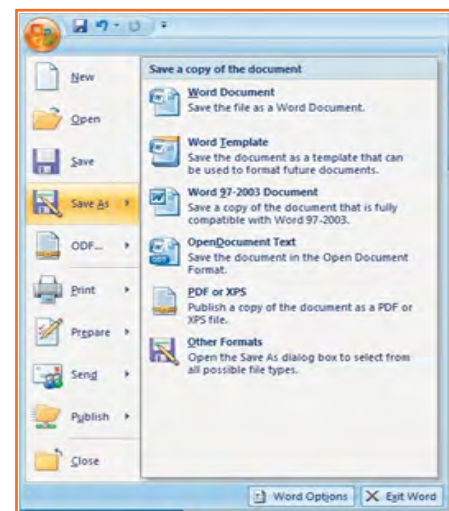 New
Open
Save
Save As
ODF...
Print
Prepare
Send
Publish
Close
Save a copy of the document
Word Document
Save the file as a Word Document.
Word Template
Save the document as a template that can
be used to format future documents.
Word 97-2003 Document
Save a copy of the document that is fully
compatible with Word 97-2003.
OpenDocument Text
Save the document in the Open Document
Format.
PDF or XPS
Publish a copy of the document as a PDF or
XPS file.
Other Formats
Open the Save As dialog box to select from
all possible file types.
Word Options
Exit Word